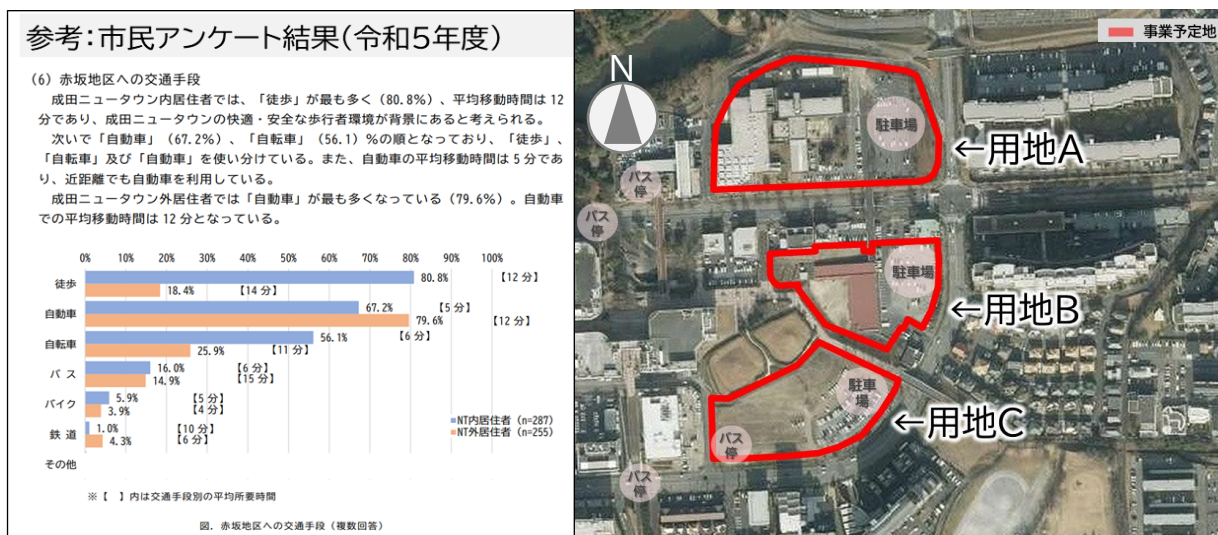 参考：市民アンケート結果（令和５年度）
(6) 赤坂地区への交通手段
成田ニュータウン内居住者では、「徒歩」が最も多く（80.8%）、平均移動時間は 12
分であり、成田ニュータウンの快適・安全な歩行者環境が背景にあると考えられる。
次いで「自動車」（67.2%）、「自転車」（56.1）%の順となっており、「徒歩」、
「自転車」及び「自動車」を使い分けている。また、自動車の平均移動時間は 5 分であ
り、近距離でも自動車を利用している。
成田ニュータウン外居住者では「自動車」が最も多くなっている（79.6%）。自動車
での平均移動時間は 12 分となっている。
0% 10% 20% 30% 40% 50% 60% 70% 80% 90% 100%
徒歩 80.8% 【12 分】
18.4% 【14 分】
自動車 67.2% 【5 分】
79.6% 【12 分】
自転車 56.1% 【6 分】
25.9% 【11 分】
バ ス 16.0% 【6 分】
14.9% 【15 分】
バイク 5.9% 【5 分】
3.9% 【4 分】
鉄 道 1.0% 【10 分】
4.3% 【6 分】
その他
NT内居住者 (n=287)
NT外居住者 (n=255)
※【 】内は交通手段別の平均所要時間
図. 赤坂地区への交通手段（複数回答）
事業予定地
N
駐車場
←用地A
バス
停
バス
停
駐車場
←用地B
駐車
場
←用地C
バス
停
バス
停